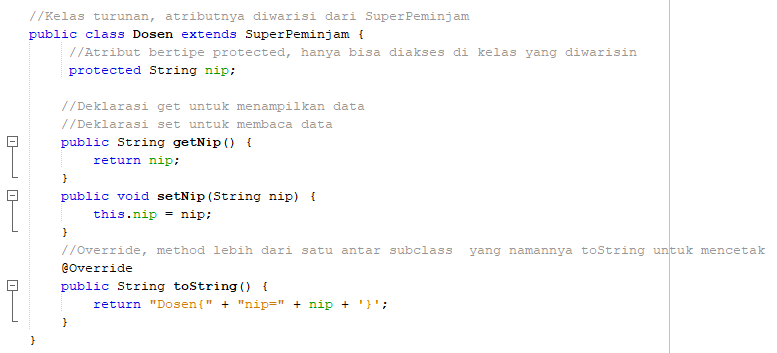 //Kelas turunan, atributnya diwarisi dari SuperPeminjam
public class Dosen extends SuperPeminjam {
//Atribut bertipe protected, hanya bisa diakses di kelas yang diwarisin
protected String nip;
//Deklarasi get untuk menampilkan data
//Deklarasi set untuk membaca data
public String getNip() {
return nip;
}
public void setNip(String nip) {
this.nip = nip;
}
//Override, method lebih dari satu antar subclass  yang namannya toString untuk mencetak
@Override
public String toString() {
return "Dosen{" + "nip=" + nip + '}';
}
}